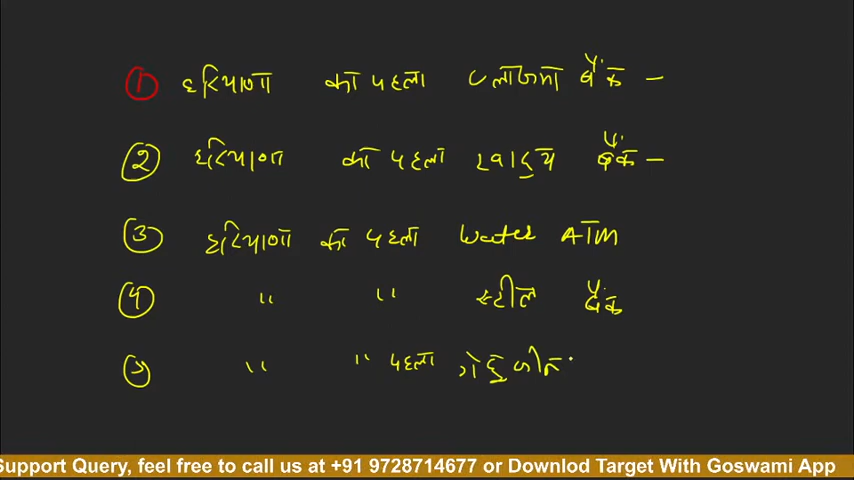 ① हरियाणा का पहला प्लाज्मा बैंक –
② हरियाणा का पहला खाद्य बैंक –
③ हरियाणा का पहला Water ATM
④ " " स्टील बैंक
⑤ " " पहला गेहू
Support Query, feel free to call us at +91 9728714677 or Downlod Target With Goswami App